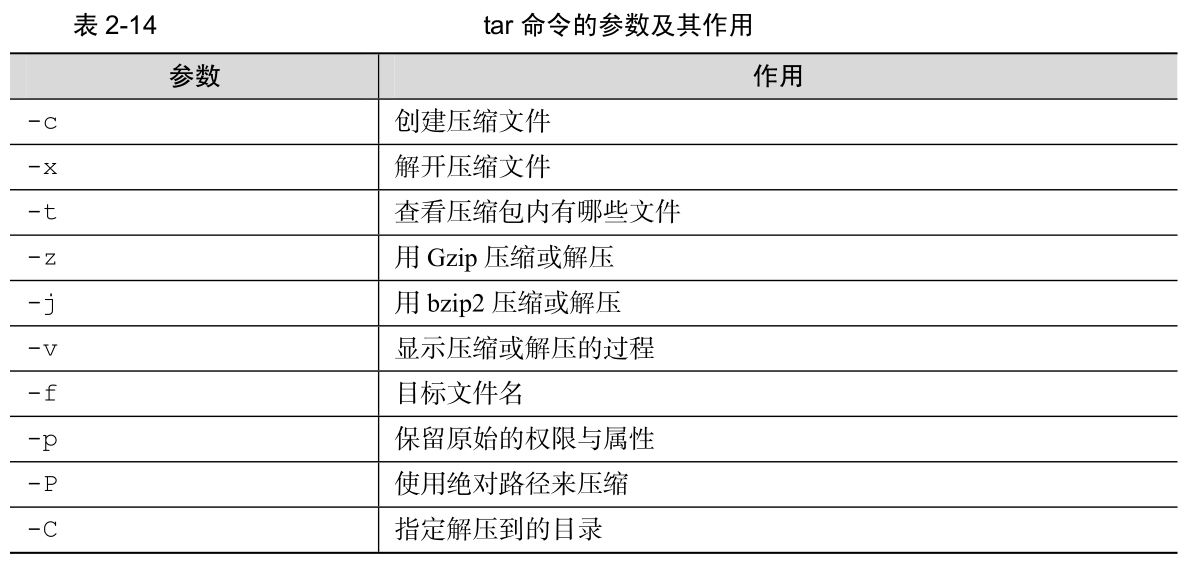 表 2-14 tar 命令的参数及其作用
参数 作用
-c 创建压缩文件
-x 解开压缩文件
-t 查看压缩包内有哪些文件
-z 用 Gzip 压缩或解压
-j 用 bzip2 压缩或解压
-v 显示压缩或解压的过程
-f 目标文件名
-p 保留原始的权限与属性
-P 使用绝对路径来压缩
-C 指定解压到的目录